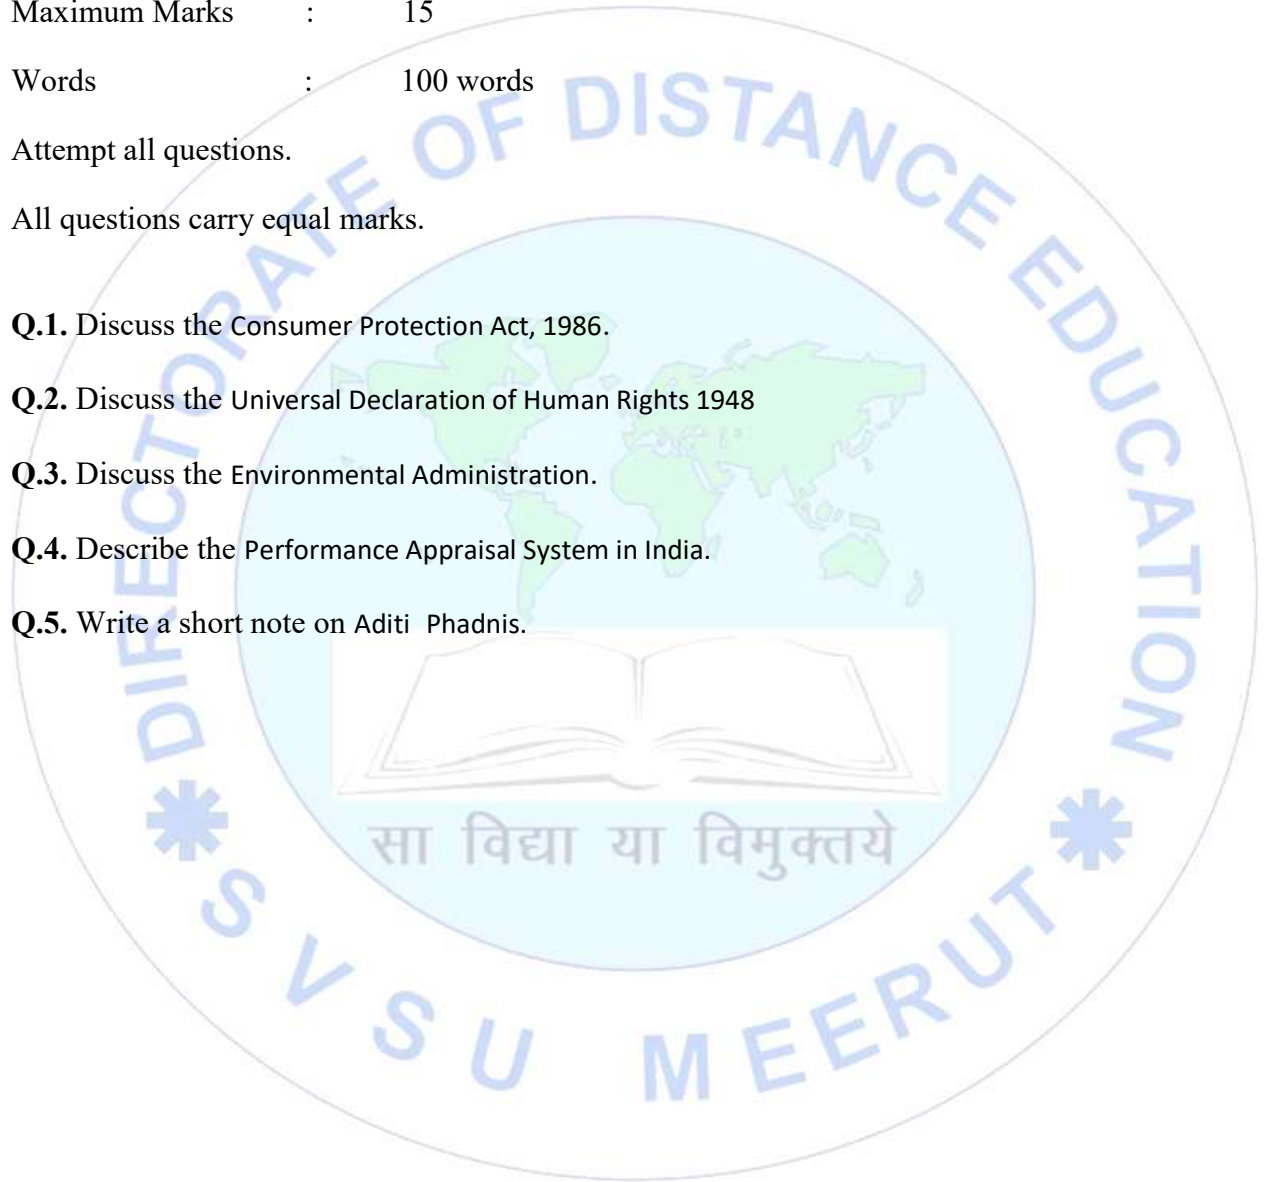 Maximum Marks : 15
Words : 100 words
Attempt all questions.
All questions carry equal marks.
Q.1. Discuss the Consumer Protection Act, 1986.
Q.2. Discuss the Universal Declaration of Human Rights 1948
Q.3. Discuss the Environmental Administration.
Q.4. Describe the Performance Appraisal System in India.
Q.5. Write a short note on Aditi Phadnis.
DIRECTORATE OF DISTANCE EDUCATION
सा विद्या या विमुक्तये
SVSU MEERUT